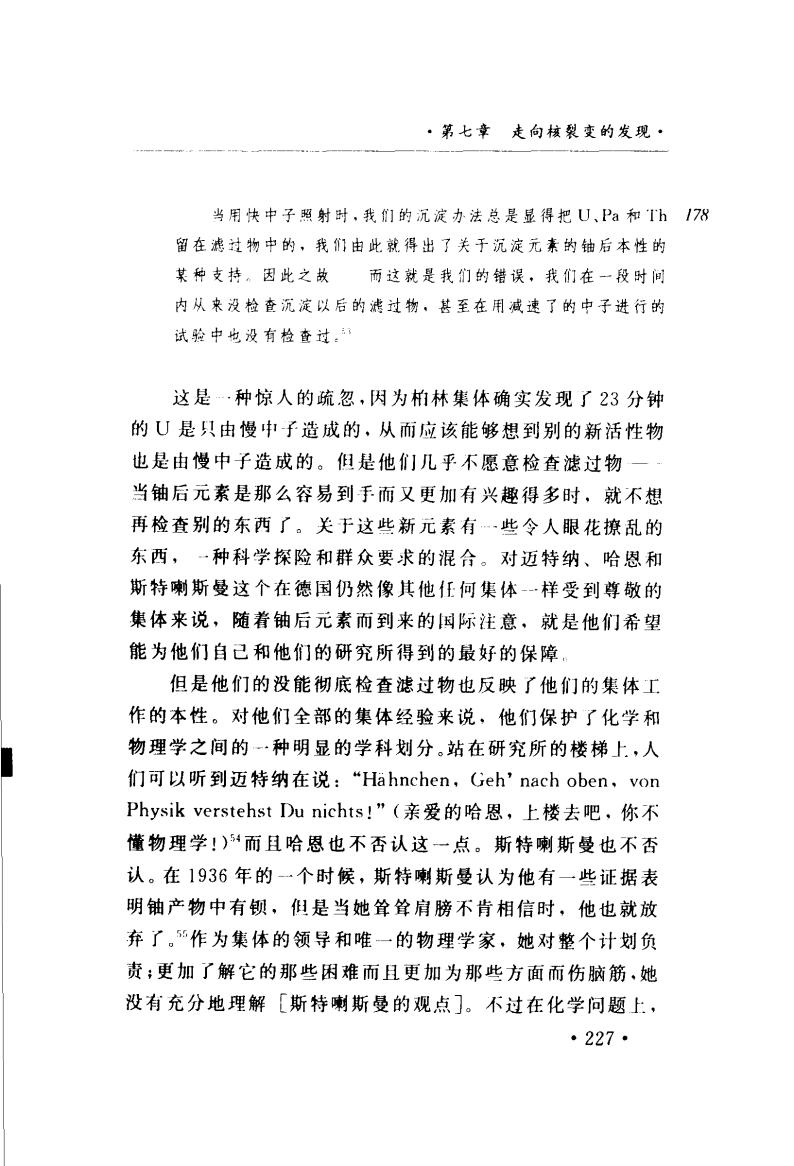 ·第七章 走向核裂变的发现·
当用快中子照射时,我们的沉淀办法总是显得把 U、Pa 和 Th 178
留在滤过物中的,我们由此就得出了关于沉淀元素的铀后本性的
某种支持。因此之故 而这就是我们的错误,我们在一段时间
内从来没检查沉淀以后的滤过物,甚至在用减速了的中子进行的
试验中也没有检查过。53
这是一种惊人的疏忽,因为柏林集体确实发现了 23 分钟
的 U 是只由慢中子造成的,从而应该能够想到别的新活性物
也是由慢中子造成的。但是他们几乎不愿意检查滤过物——
当铀后元素是那么容易到手而又更加有兴趣得多时,就不想
再检查别的东西了。关于这些新元素有一些令人眼花撩乱的
东西,一种科学探险和群众要求的混合。对迈特纳、哈恩和
斯特喇斯曼这个在德国仍然像其他任何集体一样受到尊敬的
集体来说,随着铀后元素而到来的国际注意,就是他们希望
能为他们自已和他们的研究所得到的最好的保障。
但是他们的没能彻底检查滤过物也反映了他们的集体工
作的本性。对他们全部的集体经验来说,他们保护了化学和
物理学之间的一种明显的学科划分。站在研究所的楼梯上,人
们可以听到迈特纳在说:“Hähnchen, Geh’ nach oben, von
Physik verstehst Du nichts!”(亲爱的哈恩,上楼去吧,你不
懂物理学!)54而且哈恩也不否认这一点。斯特喇斯曼也不否
认。在 1936 年的一个时候,斯特喇斯曼认为他有一些证据表
明铀产物中有钡,但是当她耸耸肩膀不肯相信时,他也就放
弃了。55作为集体的领导和唯一的物理学家,她对整个计划负
责;更加了解它的那些困难而且更加为那些方面而伤脑筋,她
没有充分地理解[斯特喇斯曼的观点]。不过在化学问题上,
·227·